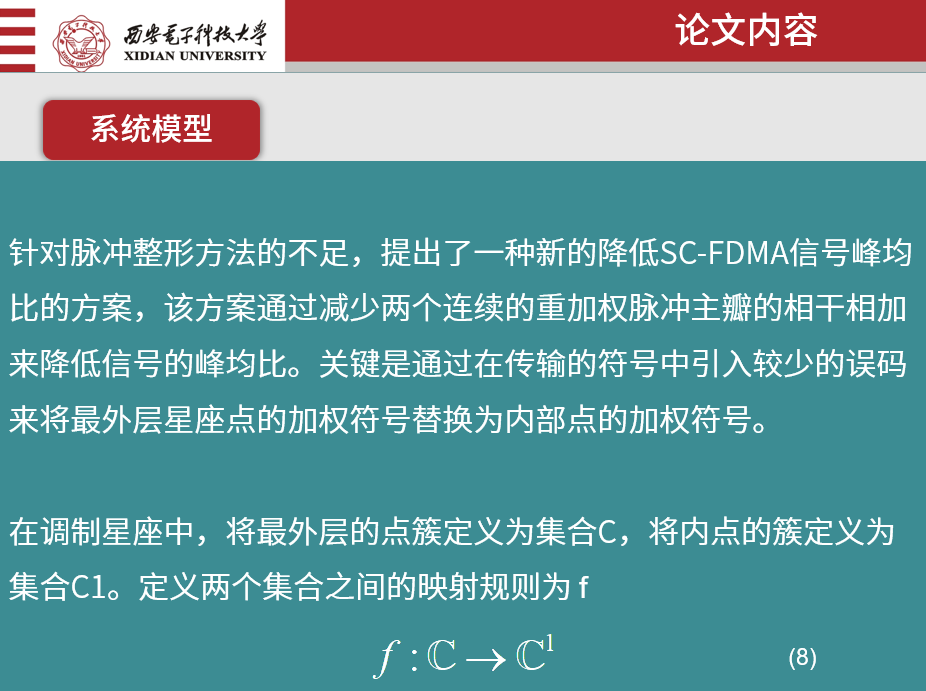 西安电子科技大学
XIDIAN UNIVERSITY
论文内容
系统模型
针对脉冲整形方法的不足，提出了一种新的降低SC-FDMA信号峰均
比的方案，该方案通过减少两个连续的重加权脉冲主瓣的相干相加
来降低信号的峰均比。关键是通过在传输的符号中引入较少的误码
来将最外层星座点的加权符号替换为内部点的加权符号。
在调制星座中，将最外层的点簇定义为集合C，将内点的簇定义为
集合C1。定义两个集合之间的映射规则为 f
f : ℂ → ℂ¹
(8)